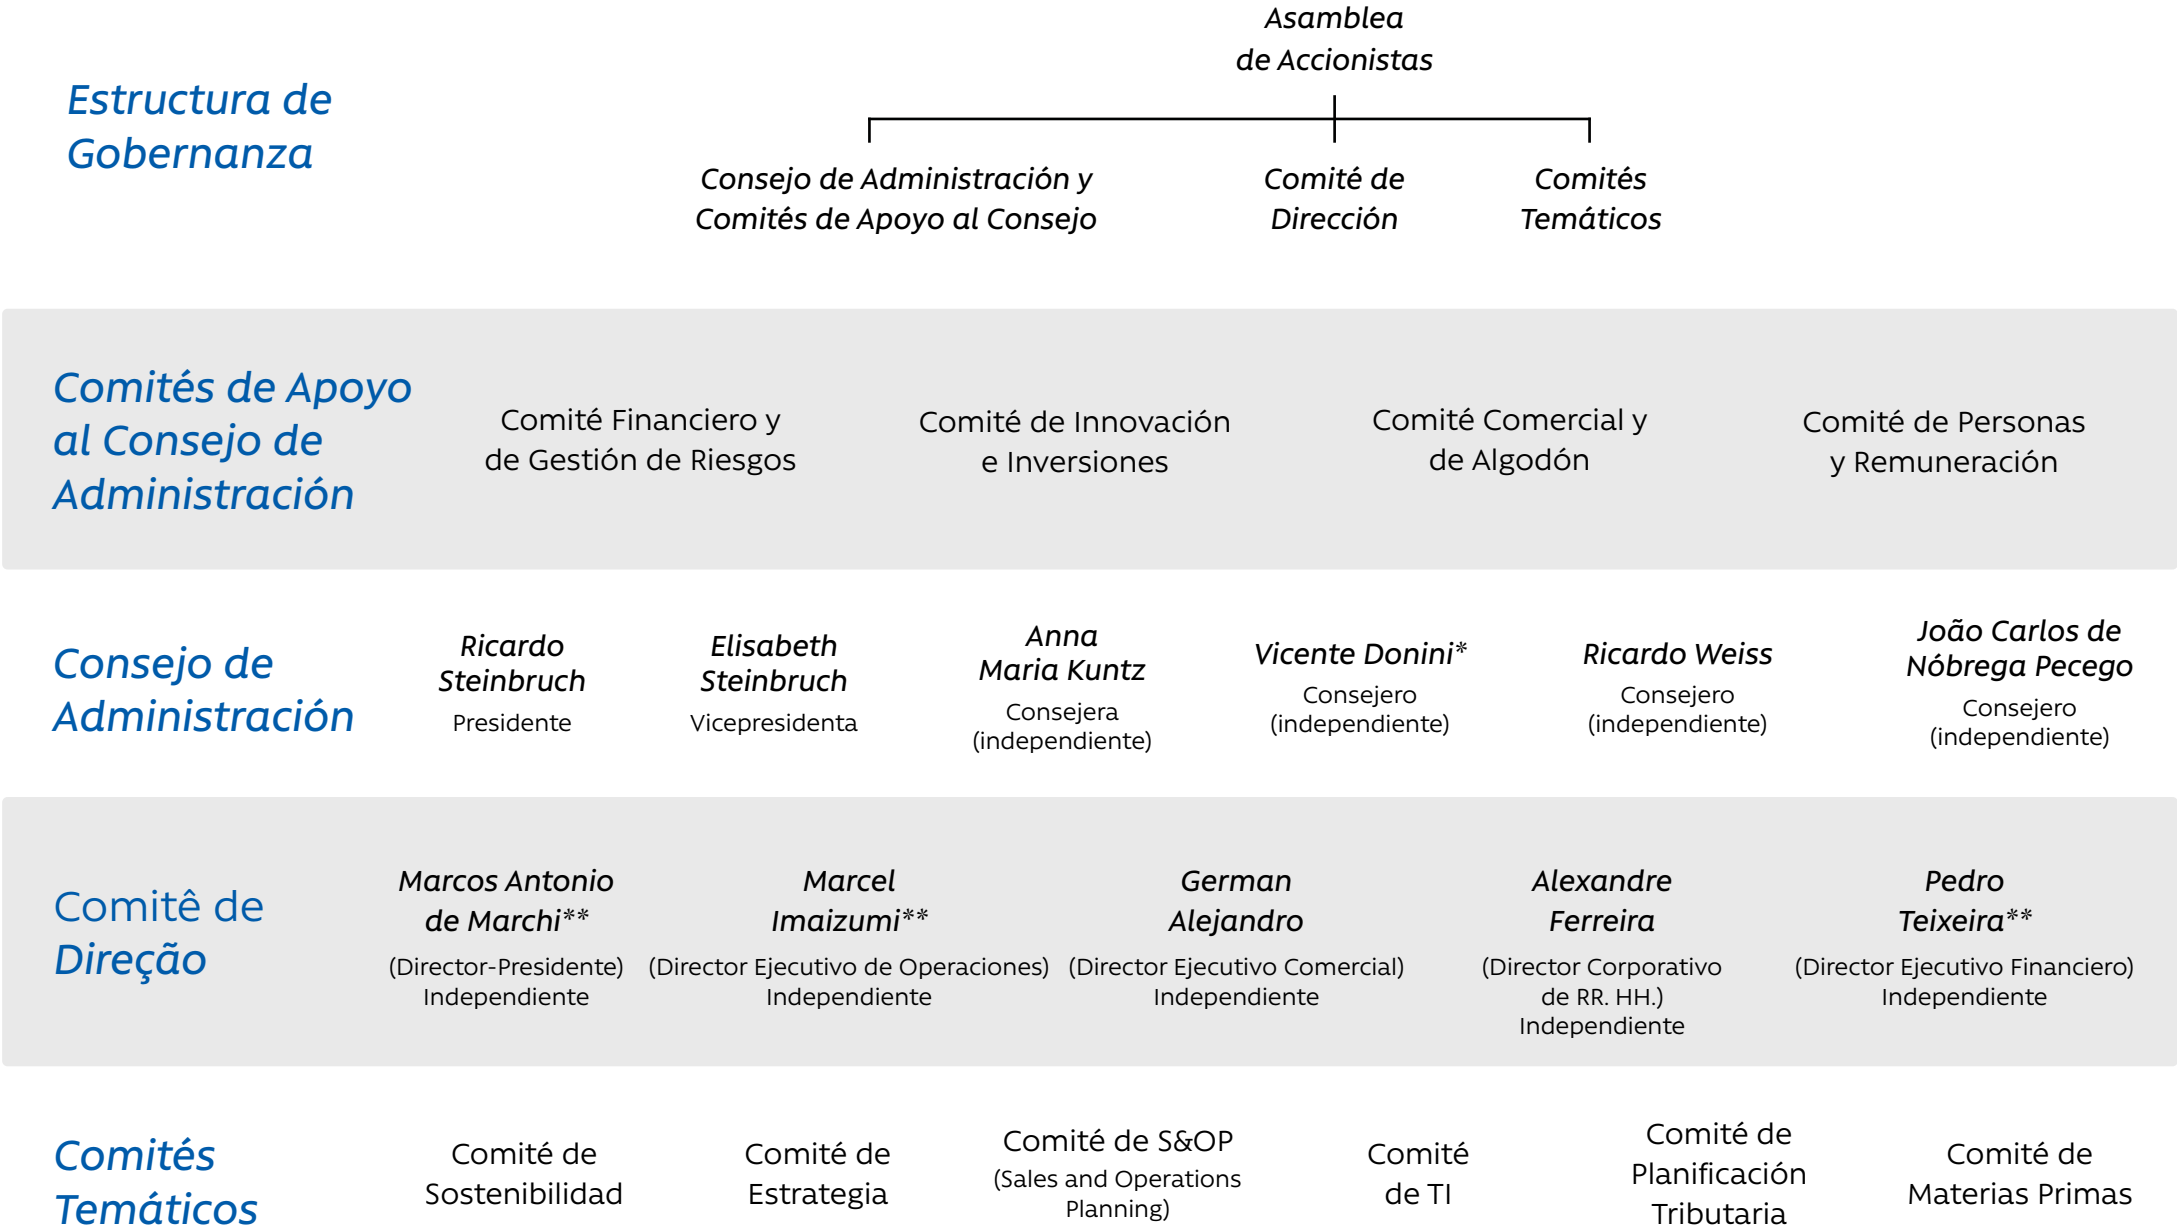 Asamblea
de Accionistas
Estructura de
Gobernanza
Consejo de Administración y
Comités de Apoyo al Consejo
Comité de
Dirección
Comités
Temáticos
Comités de Apoyo
al Consejo de
Administración
Comité Financiero y
de Gestión de Riesgos
Comité de Innovación
e Inversiones
Comité Comercial y
de Algodón
Comité de Personas
y Remuneración
Consejo de
Administración
Ricardo
Steinbruch
Presidente
Elisabeth
Steinbruch
Vicepresidenta
Anna
Maria Kuntz
Consejera
(independiente)
Vicente Donini*
Consejero
(independiente)
Ricardo Weiss
Consejero
(independiente)
João Carlos de
Nóbrega Pecego
Consejero
(independiente)
Comitê de
Direção
Marcos Antonio
de Marchi**
(Director-Presidente)
Independiente
Marcel
Imaizumi**
(Director Ejecutivo de Operaciones)
Independiente
German
Alejandro
(Director Ejecutivo Comercial)
Independiente
Alexandre
Ferreira
(Director Corporativo
de RR. HH.)
Independiente
Pedro
Teixeira**
(Director Ejecutivo Financiero)
Independiente
Comités
Temáticos
Comité de
Sostenibilidad
Comité de
Estrategia
Comité de S&OP
(Sales and Operations
Planning)
Comité
de TI
Comité de
Planificación
Tributaria
Comité de
Materias Primas